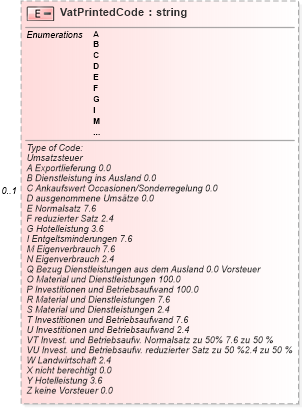 E VatPrintedCode : string
Enumerations A
B
C
D
E
F
G
I
M
...
Type of Code:
Umsatzsteuer
A Exportlieferung 0.0
B Dienstleistung ins Ausland 0.0
C Ankaufswert Occasionen/Sonderregelung 0.0
D ausgenommene Umsätze 0.0
E Normalsatz 7.6
F reduzierter Satz 2.4
G Hotelleistung 3.6
I Entgeltsminderungen 7.6
M Eigenverbrauch 7.6
N Eigenverbrauch 2.4
Q Bezug Dienstleistungen aus dem Ausland 0.0 Vorsteuer
O Material und Dienstleistungen 100.0
P Investitionen und Betriebsaufwand 100.0
R Material und Dienstleistungen 7.6
S Material und Dienstleistungen 2.4
T Investitionen und Betriebsaufwand 7.6
U Investitionen und Betriebsaufwand 2.4
VT Invest. und Betriebsaufw. Normalsatz zu 50% 7.6 zu 50 %
VU Invest. und Betriebsaufw. reduzierter Satz zu 50 %2.4 zu 50 %
W Landwirtschaft 2.4
X nicht berechtigt 0.0
Y Hotelleistung 3.6
Z keine Vorsteuer 0.0
0..1